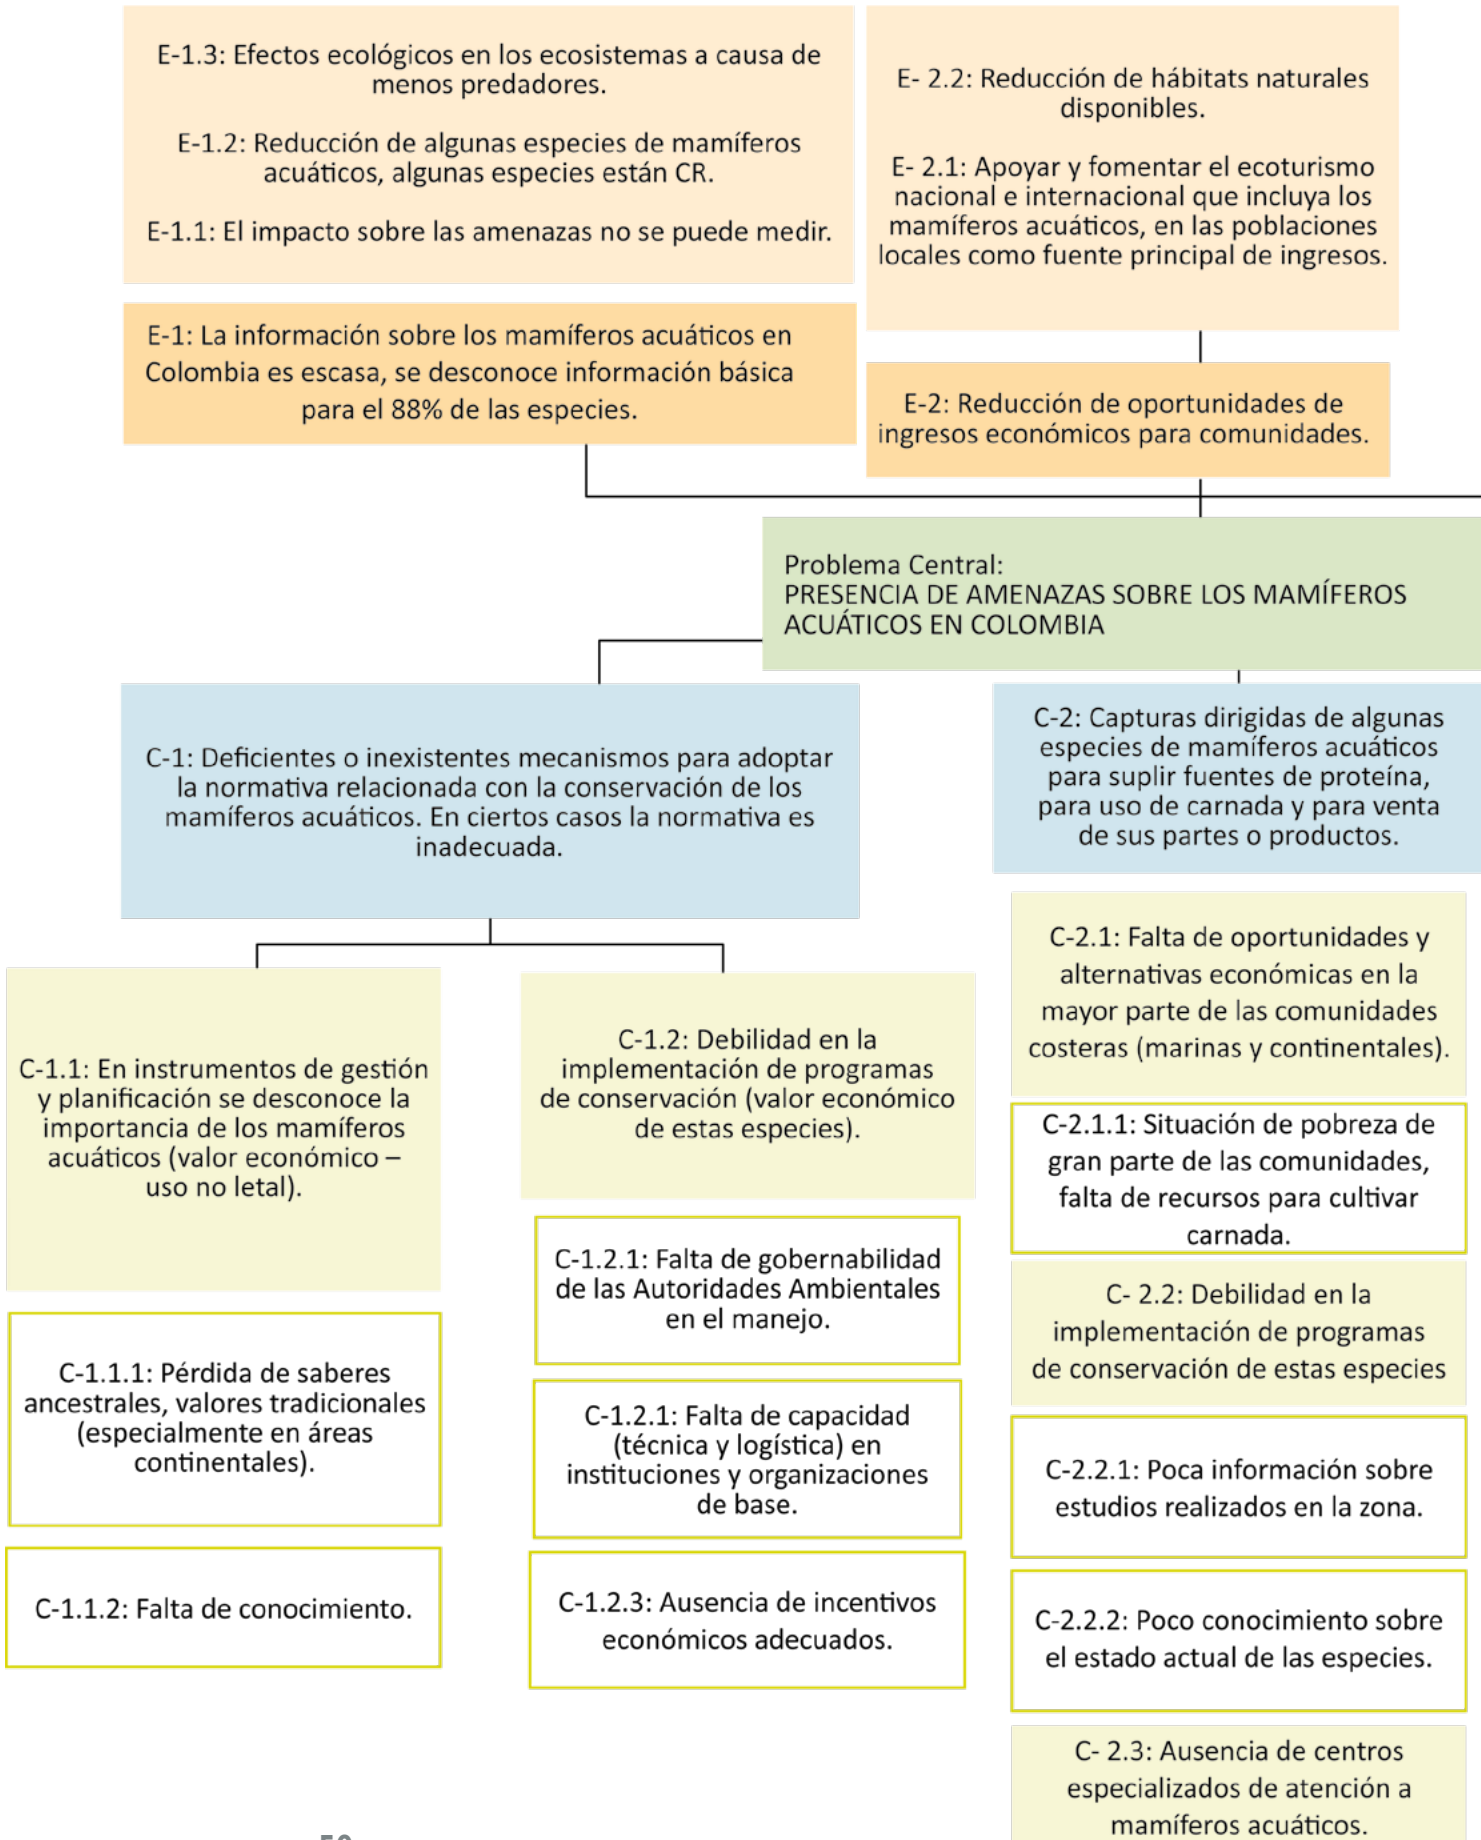 E-1.3: Efectos ecológicos en los ecosistemas a causa de
menos predadores.
E-1.2: Reducción de algunas especies de mamíferos
acuáticos, algunas especies están CR.
E-1.1: El impacto sobre las amenazas no se puede medir.
E- 2.2: Reducción de hábitats naturales
disponibles.
E- 2.1: Apoyar y fomentar el ecoturismo
nacional e internacional que incluya los
mamíferos acuáticos, en las poblaciones
locales como fuente principal de ingresos.
E-1: La información sobre los mamíferos acuáticos en
Colombia es escasa, se desconoce información básica
para el 88% de las especies.
E-2: Reducción de oportunidades de
ingresos económicos para comunidades.
Problema Central:
PRESENCIA DE AMENAZAS SOBRE LOS MAMÍFEROS
ACUÁTICOS EN COLOMBIA
C-1: Deficientes o inexistentes mecanismos para adoptar
la normativa relacionada con la conservación de los
mamíferos acuáticos. En ciertos casos la normativa es
inadecuada.
C-2: Capturas dirigidas de algunas
especies de mamíferos acuáticos
para suplir fuentes de proteína,
para uso de carnada y para venta
de sus partes o productos.
C-1.1: En instrumentos de gestión
y planificación se desconoce la
importancia de los mamíferos
acuáticos (valor económico –
uso no letal).
C-1.1.1: Pérdida de saberes
ancestrales, valores tradicionales
(especialmente en áreas
continentales).
C-1.1.2: Falta de conocimiento.
C-1.2: Debilidad en la
implementación de programas
de conservación (valor económico
de estas especies).
C-1.2.1: Falta de gobernabilidad
de las Autoridades Ambientales
en el manejo.
C-1.2.1: Falta de capacidad
(técnica y logística) en
instituciones y organizaciones
de base.
C-1.2.3: Ausencia de incentivos
económicos adecuados.
C-2.1: Falta de oportunidades y
alternativas económicas en la
mayor parte de las comunidades
costeras (marinas y continentales).
C-2.1.1: Situación de pobreza de
gran parte de las comunidades,
falta de recursos para cultivar
carnada.
C- 2.2: Debilidad en la
implementación de programas
de conservación de estas especies
C-2.2.1: Poca información sobre
estudios realizados en la zona.
C-2.2.2: Poco conocimiento sobre
el estado actual de las especies.
C- 2.3: Ausencia de centros
especializados de atención a
mamíferos acuáticos.